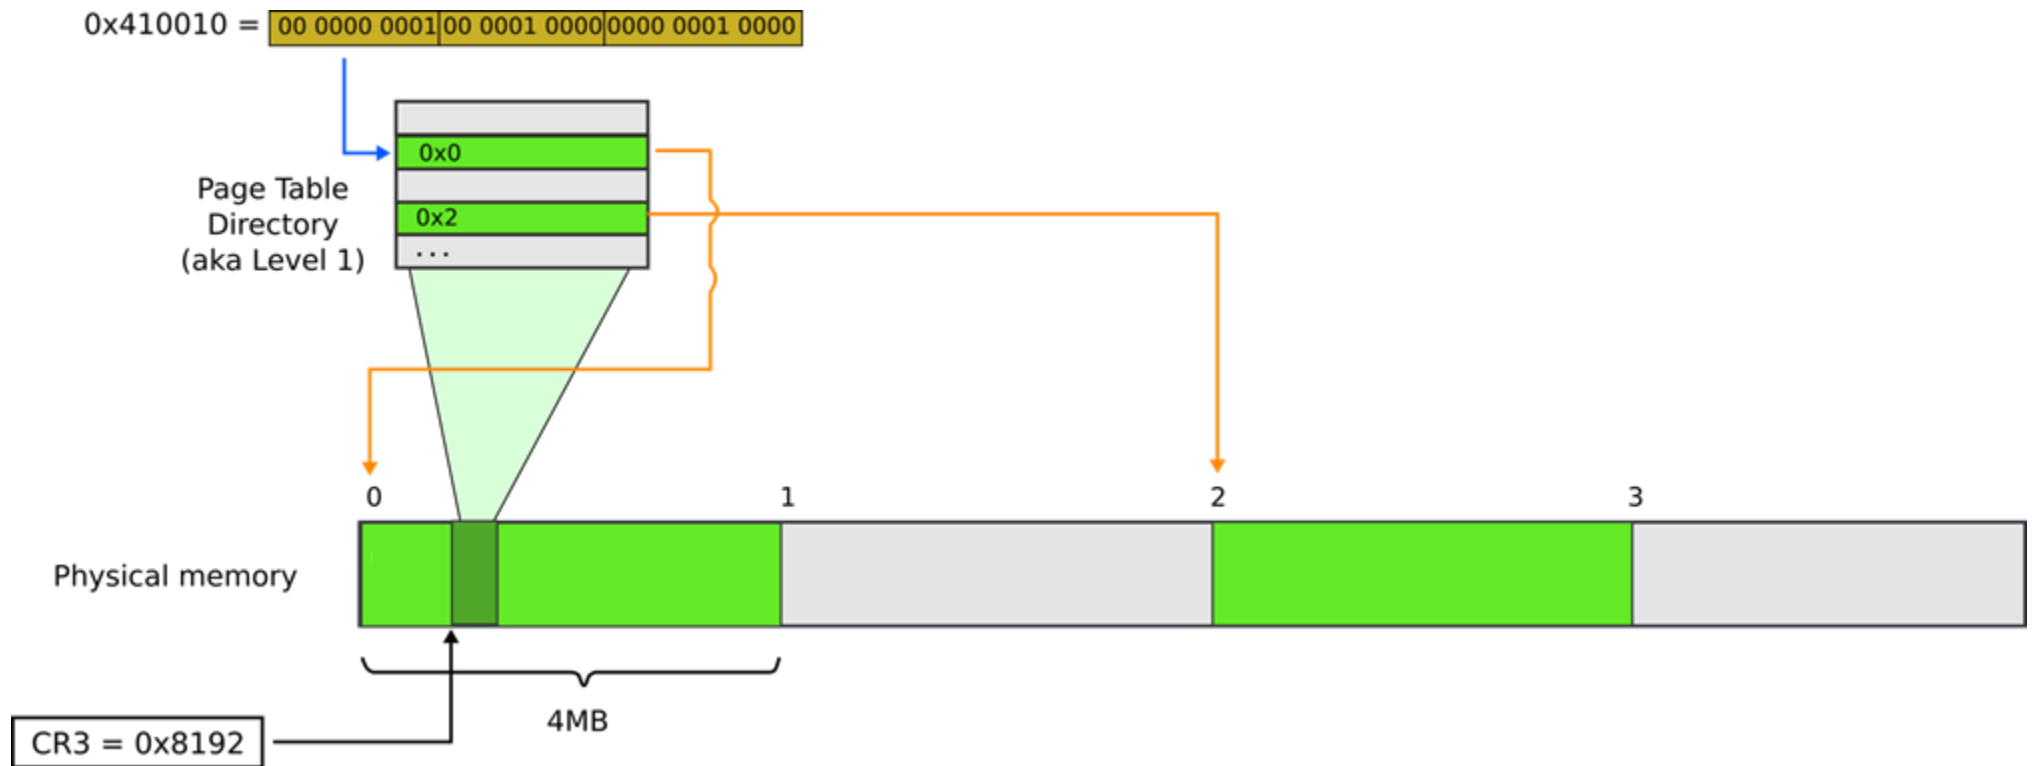 0x410010 = 00 0000 0001 00 0001 0000 0000 0001 0000
0x0
Page Table
Directory
(aka Level 1)
0x2
...
0 1 2 3
Physical memory
4MB
CR3 = 0x8192